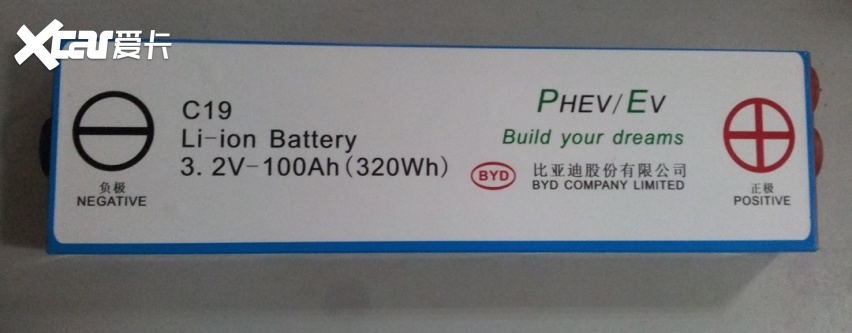 Xcar爱卡
C19
Li-ion Battery
3.2V-100Ah(320Wh)
负极
NEGATIVE
PHEV/EV
Build your dreams
BYD
比亚迪股份有限公司
BYD COMPANY LIMITED
正极
POSITIVE